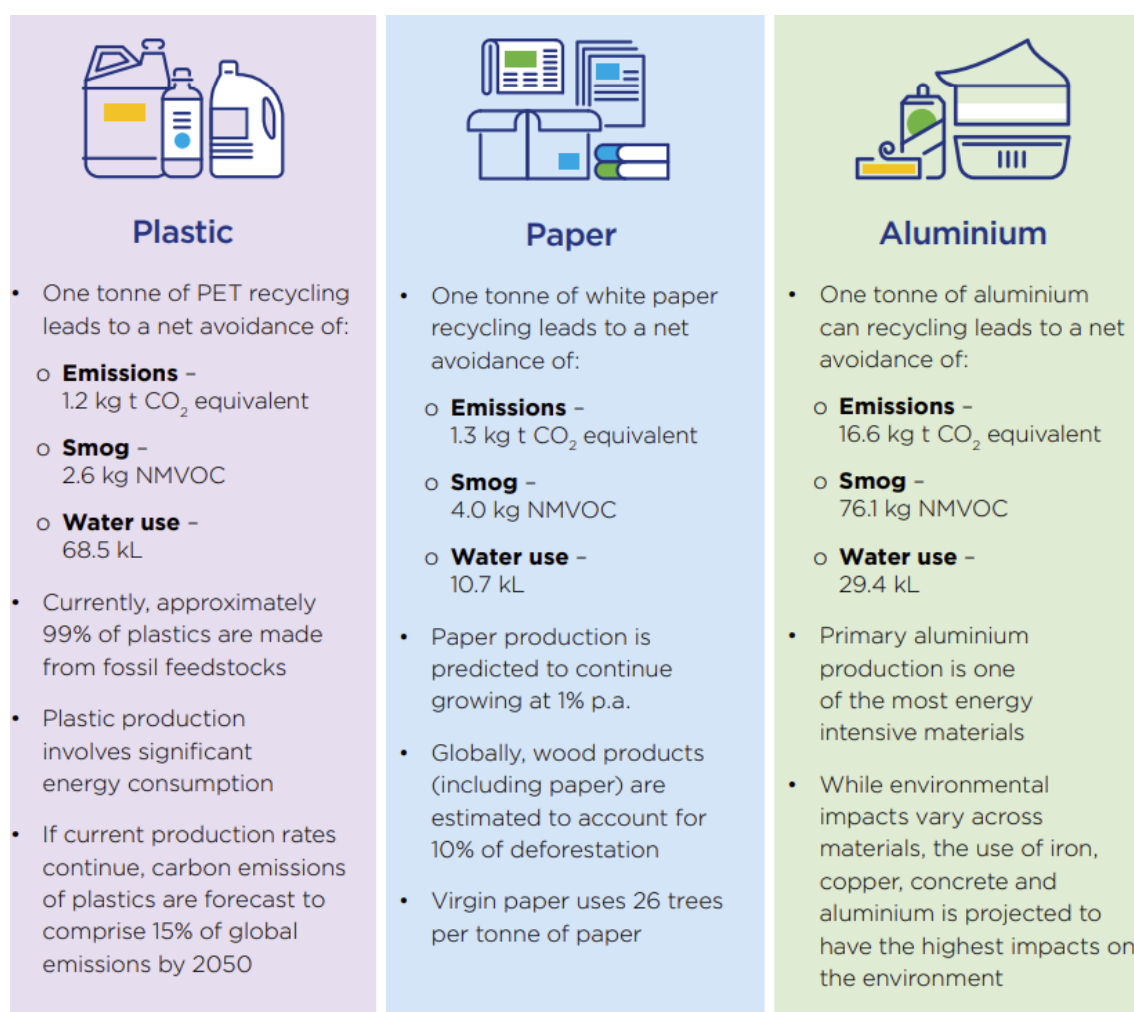 Plastic
• One tonne of PET recycling
leads to a net avoidance of:
o Emissions –
1.2 kg t CO₂ equivalent
o Smog –
2.6 kg NMVOC
o Water use –
68.5 kL
• Currently, approximately
99% of plastics are made
from fossil feedstocks
• Plastic production
involves significant
energy consumption
• If current production rates
continue, carbon emissions
of plastics are forecast to
comprise 15% of global
emissions by 2050
Paper
• One tonne of white paper
recycling leads to a net
avoidance of:
o Emissions –
1.3 kg t CO₂ equivalent
o Smog –
4.0 kg NMVOC
o Water use –
10.7 kL
• Paper production is
predicted to continue
growing at 1% p.a.
• Globally, wood products
(including paper) are
estimated to account for
10% of deforestation
• Virgin paper uses 26 trees
per tonne of paper
Aluminium
• One tonne of aluminium
can recycling leads to a net
avoidance of:
o Emissions –
16.6 kg t CO₂ equivalent
o Smog –
76.1 kg NMVOC
o Water use –
29.4 kL
• Primary aluminium
production is one
of the most energy
intensive materials
• While environmental
impacts vary across
materials, the use of iron,
copper, concrete and
aluminium is projected to
have the highest impacts on
the environment